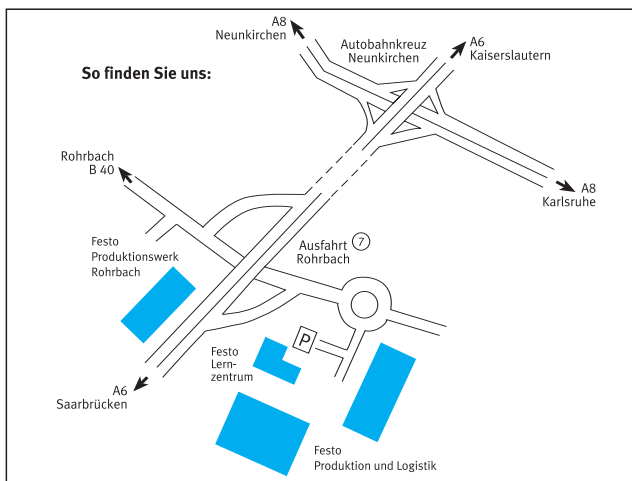 A8
Neunkirchen
Autobahnkreuz
Neunkirchen
A6
Kaiserslautern
So finden Sie uns:
Rohrbach
B 40
A8
Karlsruhe
Festo
Produktionswerk
Rohrbach
Ausfahrt 7
Rohrbach
P
Festo
Lern-
zentrum
A6
Saarbrücken
Festo
Produktion und Logistik